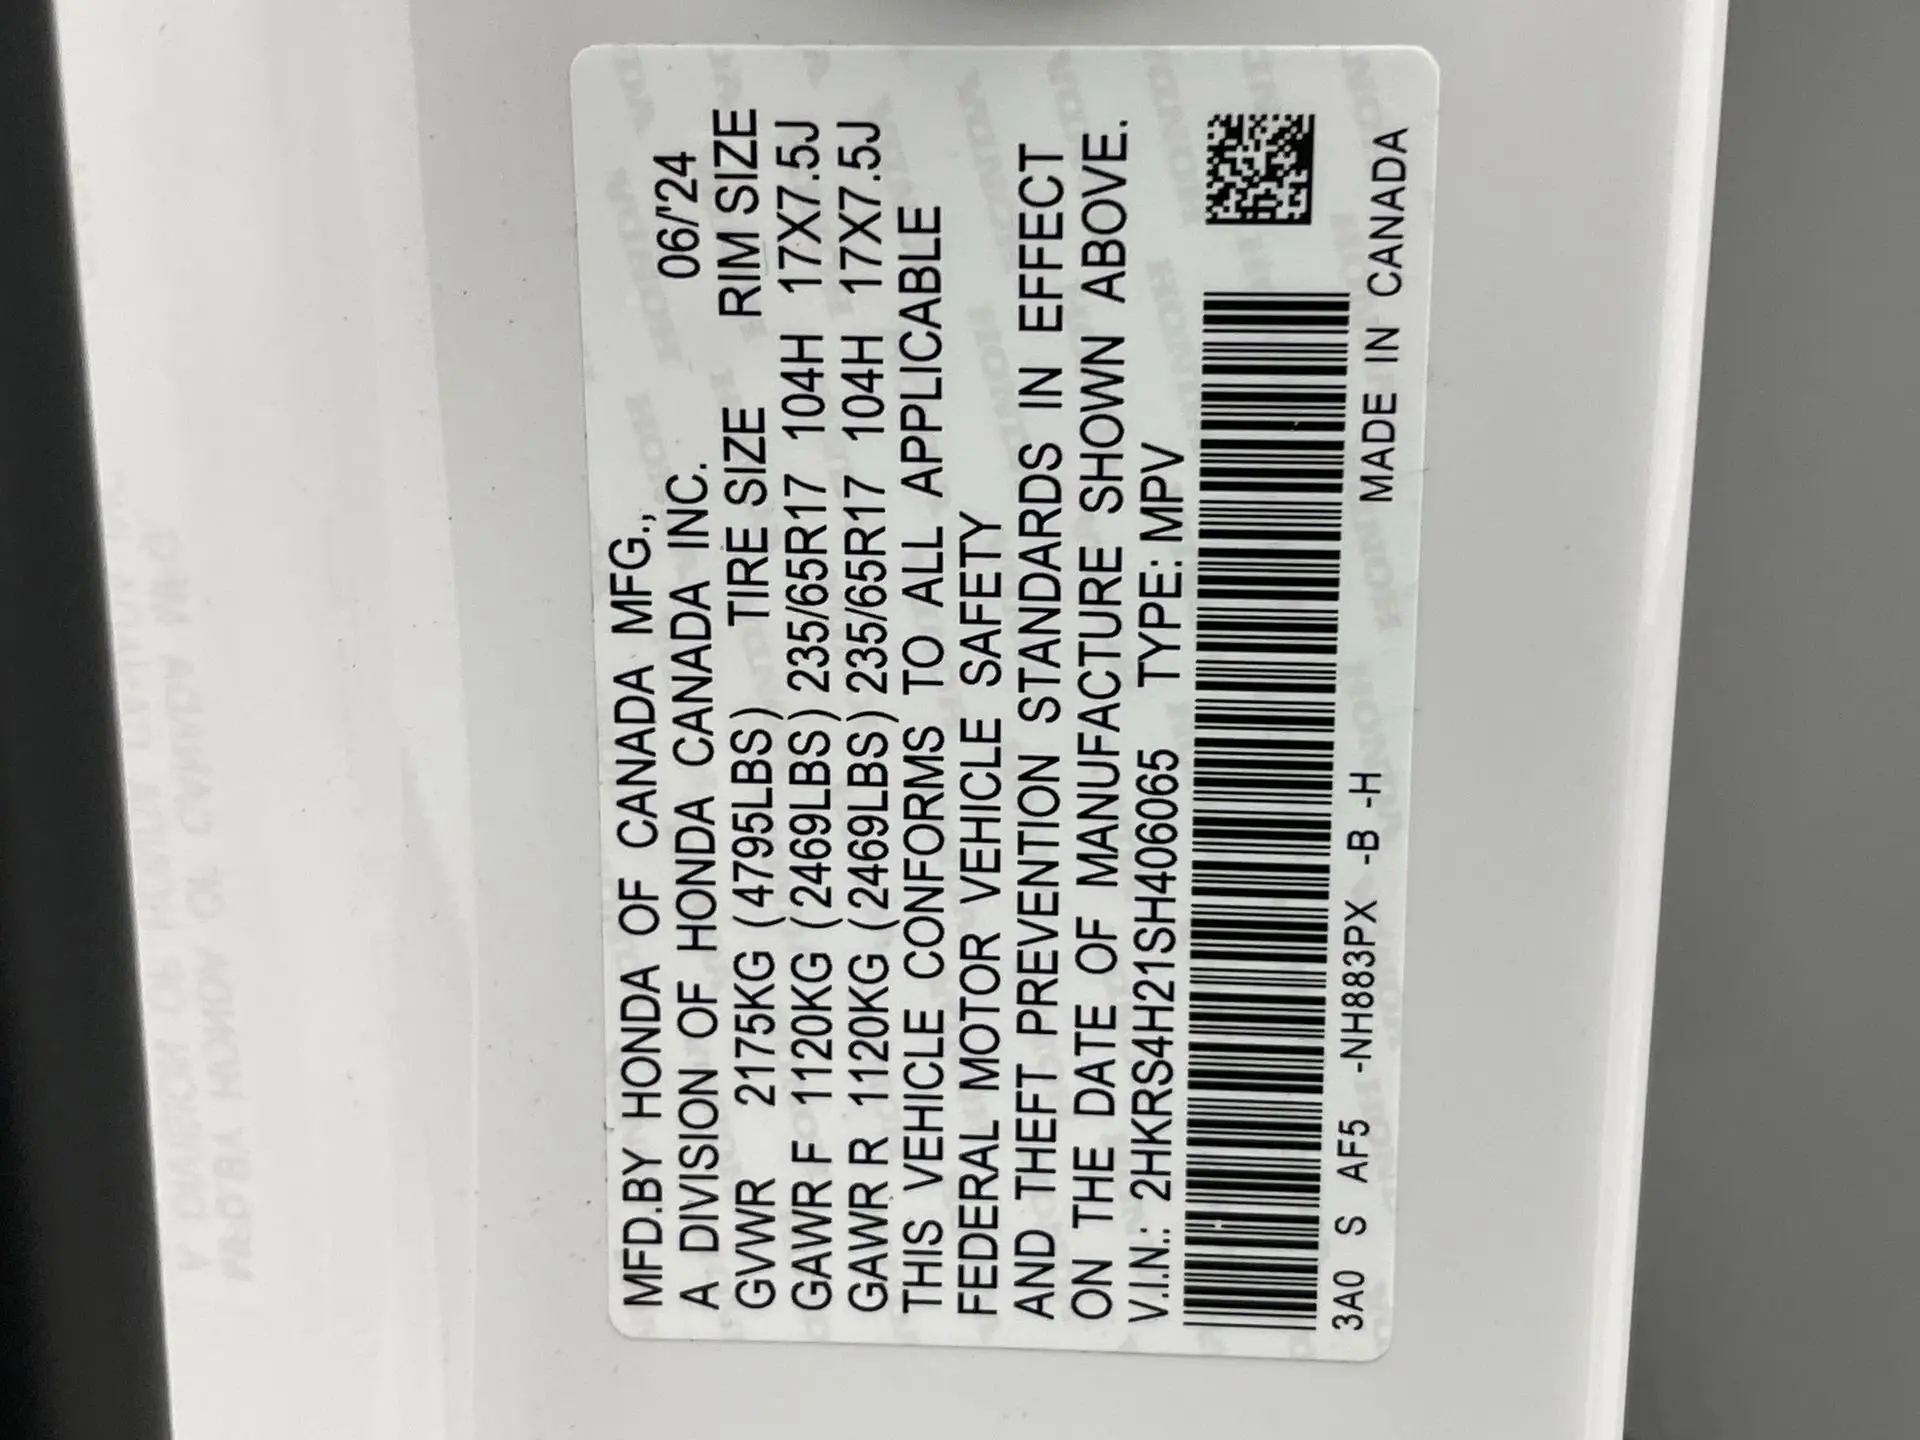 MFD.BY HONDA OF CANADA MFG.,
A DIVISION OF HONDA CANADA INC. 06/'24
GVWR 2175KG (4795LBS) TIRE SIZE RIM SIZE
GAWR F 1120KG (2469LBS) 235/65R17 104H 17X7.5J
GAWR R 1120KG (2469LBS) 235/65R17 104H 17X7.5J
THIS VEHICLE CONFORMS TO ALL APPLICABLE
FEDERAL MOTOR VEHICLE SAFETY
AND THEFT PREVENTION STANDARDS IN EFFECT
ON THE DATE OF MANUFACTURE SHOWN ABOVE.
V.I.N.: 2HKRS4H21SH406065 TYPE: MPV
3A0 S AF5 -NH883PX -B -H
MADE IN CANADA